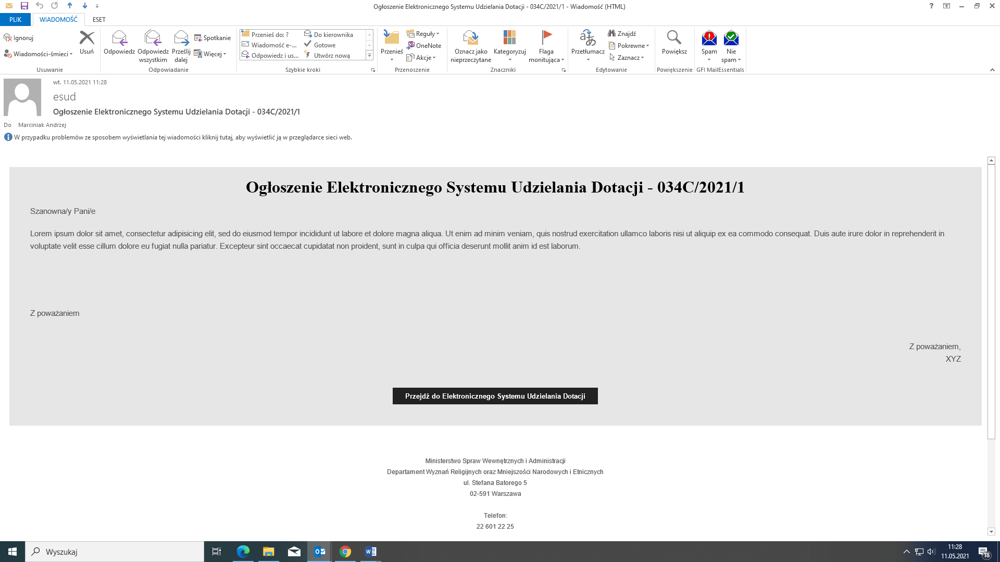 Ogłoszenie Elektronicznego Systemu Udzielania Dotacji - 034C/2021/1 - Wiadomość (HTML)
PLIK WIADOMOŚĆ ESET
Ignoruj
Wiadomości-śmieci
Usuń
Usuwanie
Odpowiedz
Odpowiedz wszystkim
Prześlij dalej
Spotkanie
Więcej
Odpowiadanie
Przenieś do: ?
Wiadomość e-...
Odpowiedz i us...
Do kierownika
Gotowe
Utwórz nową
Szybkie kroki
Przenieś
Reguły
OneNote
Akcje
Przenoszenie
Oznacz jako nieprzeczytane
Kategoryzuj
Flaga monitująca
Znaczniki
Przetłumacz
Znajdź
Pokrewne
Zaznacz
Edytowanie
Powiększ
Powiększenie
Spam
Nie spam
GFI MailEssentials
wt. 11.05.2021 11:28
esud
Ogłoszenie Elektronicznego Systemu Udzielania Dotacji - 034C/2021/1
Do Marciniak Andrzej
W przypadku problemów ze sposobem wyświetlania tej wiadomości kliknij tutaj, aby wyświetlić ją w przeglądarce sieci web.
Ogłoszenie Elektronicznego Systemu Udzielania Dotacji - 034C/2021/1
Szanowna/y Pani/e
Lorem ipsum dolor sit amet, consectetur adipisicing elit, sed do eiusmod tempor incididunt ut labore et dolore magna aliqua. Ut enim ad minim veniam, quis nostrud exercitation ullamco laboris nisi ut aliquip ex ea commodo consequat. Duis aute irure dolor in reprehenderit in
voluptate velit esse cillum dolore eu fugiat nulla pariatur. Excepteur sint occaecat cupidatat non proident, sunt in culpa qui officia deserunt mollit anim id est laborum.
Z poważaniem
Z poważaniem,
XYZ
Przejdź do Elektronicznego Systemu Udzielania Dotacji
Ministerstwo Spraw Wewnętrznych i Administracji
Departament Wyznań Religijnych oraz Mniejszości Narodowych i Etnicznych
ul. Stefana Batorego 5
02-591 Warszawa
Telefon:
22 601 22 25
Wyszukaj
11:28
11.05.2021
18